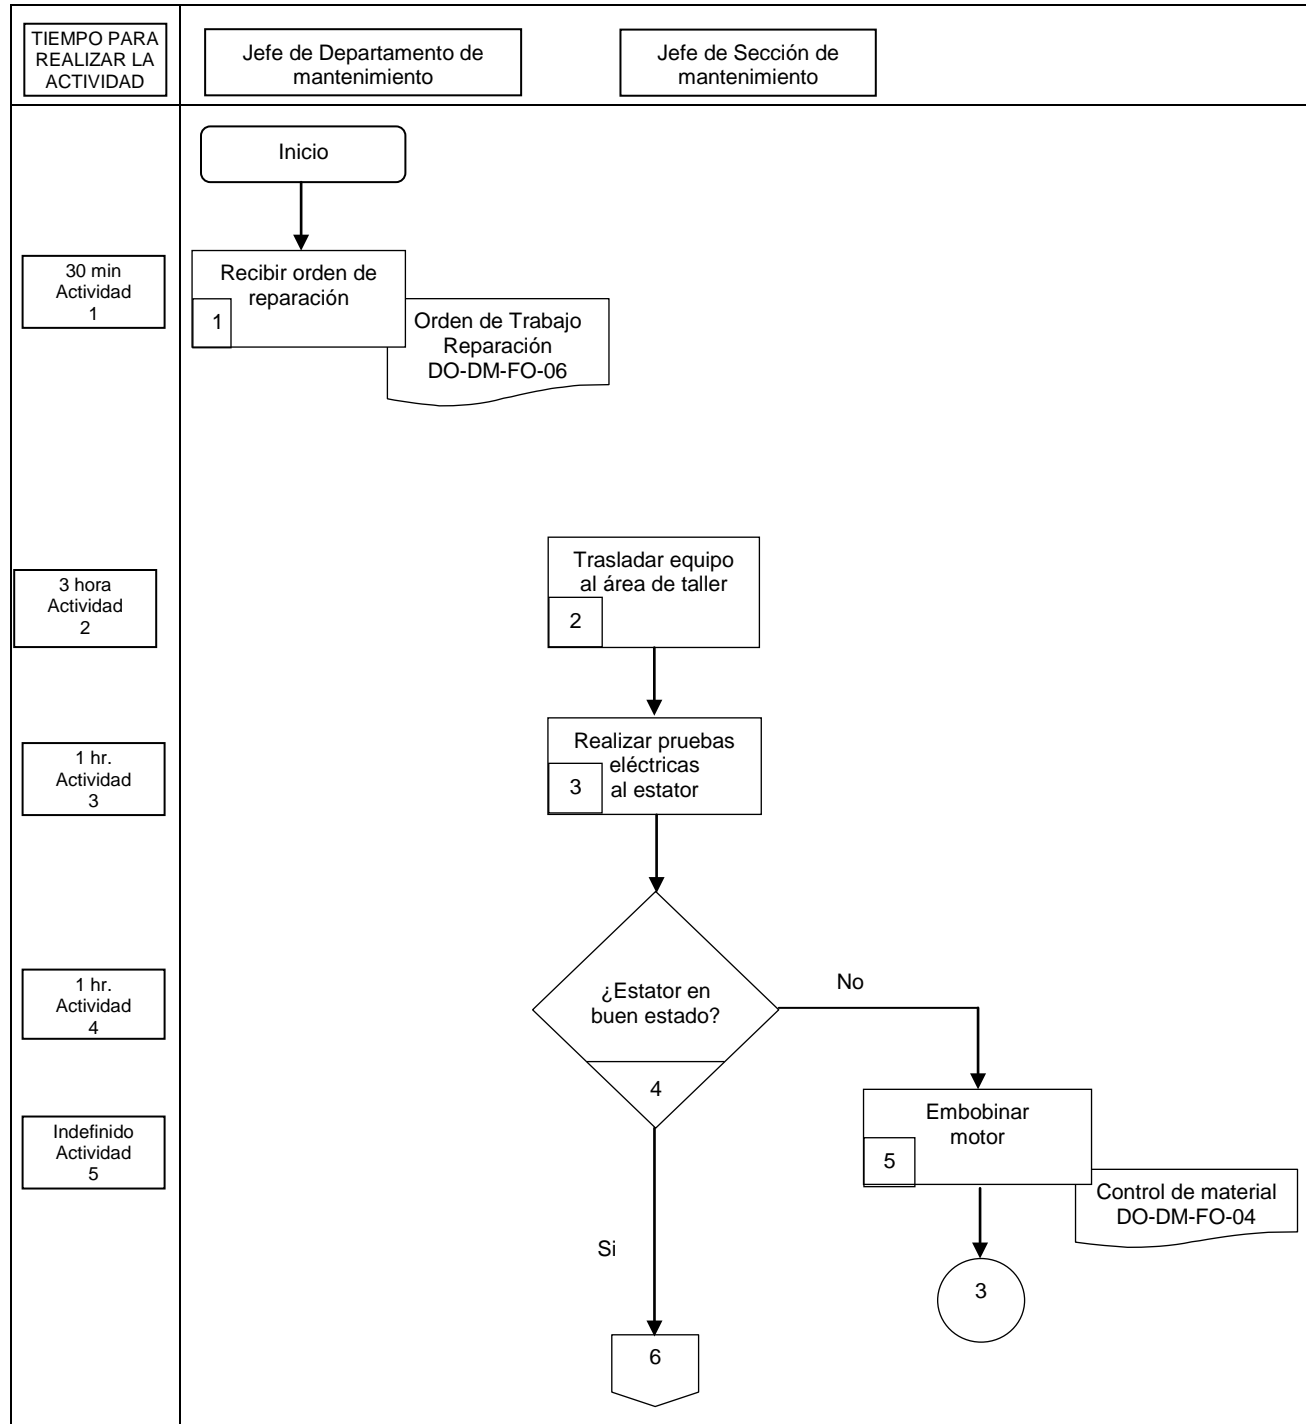 TIEMPO PARA
REALIZAR LA
ACTIVIDAD
Jefe de Departamento de
mantenimiento
Jefe de Sección de
mantenimiento
Inicio
30 min
Actividad
1
Recibir orden de
reparación
1
Orden de Trabajo
Reparación
DO-DM-FO-06
3 hora
Actividad
2
Trasladar equipo
al área de taller
2
1 hr.
Actividad
3
Realizar pruebas
eléctricas
al estator
3
1 hr.
Actividad
4
¿Estator en
buen estado?
4
No
Indefinido
Actividad
5
Embobinar
motor
5
Control de material
DO-DM-FO-04
Si
3
6